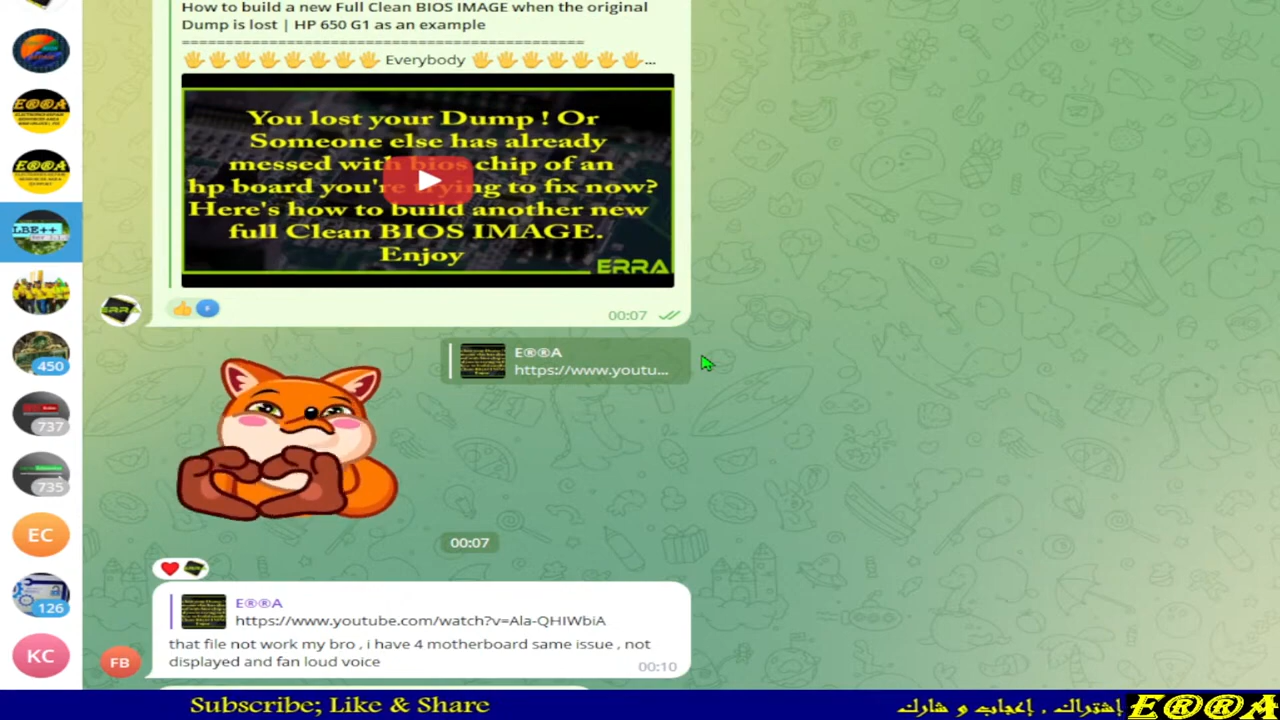 How to build a new Full Clean BIOS IMAGE when the original
Dump is lost | HP 650 G1 as an example
==============================================
🖐🖐🖐🖐🖐🖐🖐🖐 Everybody 🖐🖐🖐🖐🖐🖐🖐...
You lost your Dump ! Or
Someone else has already
messed with bios chip of an
hp board you're trying to fix now?
Here's how to build another new
full Clean BIOS IMAGE.
Enjoy
ERRA
00:07
E®®A
https://www.youtu...
00:07
E®®A
https://www.youtube.com/watch?v=Ala-QHIWbiA
that file not work my bro , i have 4 motherboard same issue , not
displayed and fan loud voice
00:10
FB
E®®A
E®®A
LBE++
450
737
735
EC
126
KC
Subscribe; Like & Share
إشتراك . إعجاب و شارك
E®®A